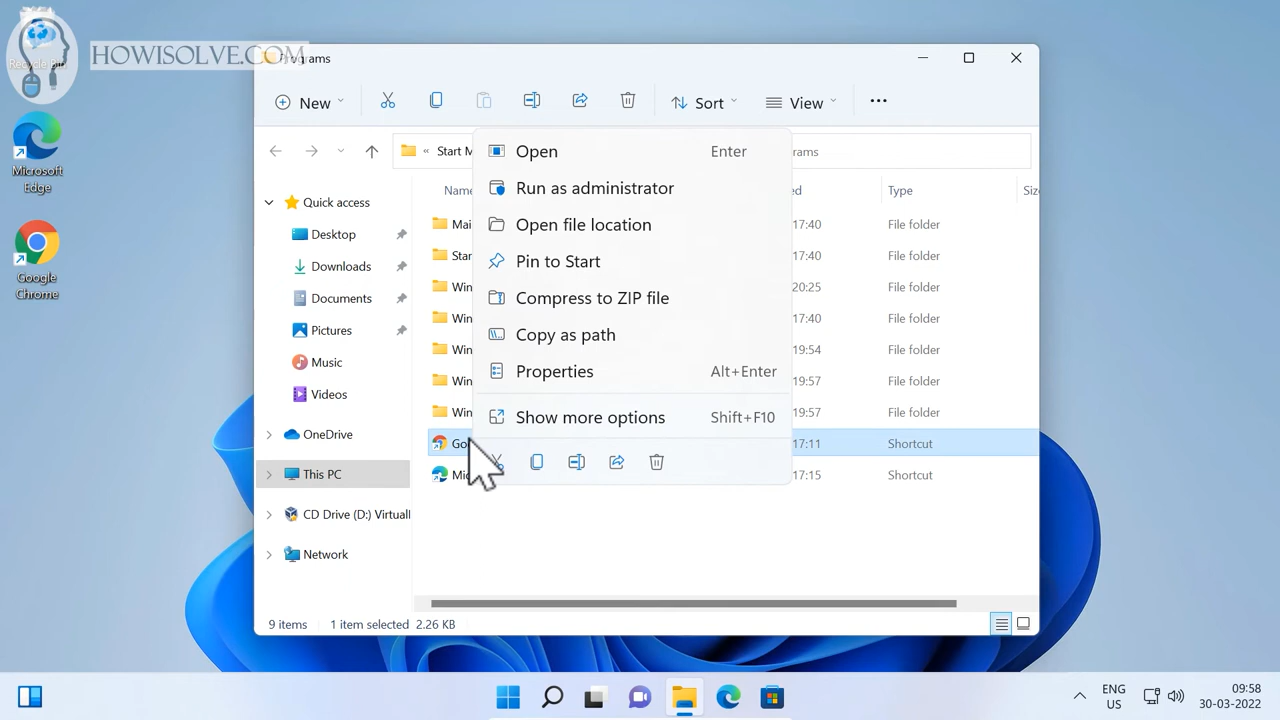 Recycle Bin
HOWISOLVE.COM
Programs
New
Sort
View
Start M
rams
Name
ed
Type
Siz
Microsoft
Edge
Google
Chrome
Quick access
Desktop
Downloads
Documents
Pictures
Music
Videos
OneDrive
This PC
CD Drive (D:) Virtuall
Network
Open Enter
Run as administrator
Open file location
Pin to Start
Compress to ZIP file
Copy as path
Properties Alt+Enter
Show more options Shift+F10
Mai 17:40 File folder
Star 17:40 File folder
Win 20:25 File folder
Win 17:40 File folder
Win 19:54 File folder
Win 19:57 File folder
Win 19:57 File folder
Go 17:11 Shortcut
Mic 17:15 Shortcut
9 items 1 item selected 2.26 KB
ENG
US
09:58
30-03-2022